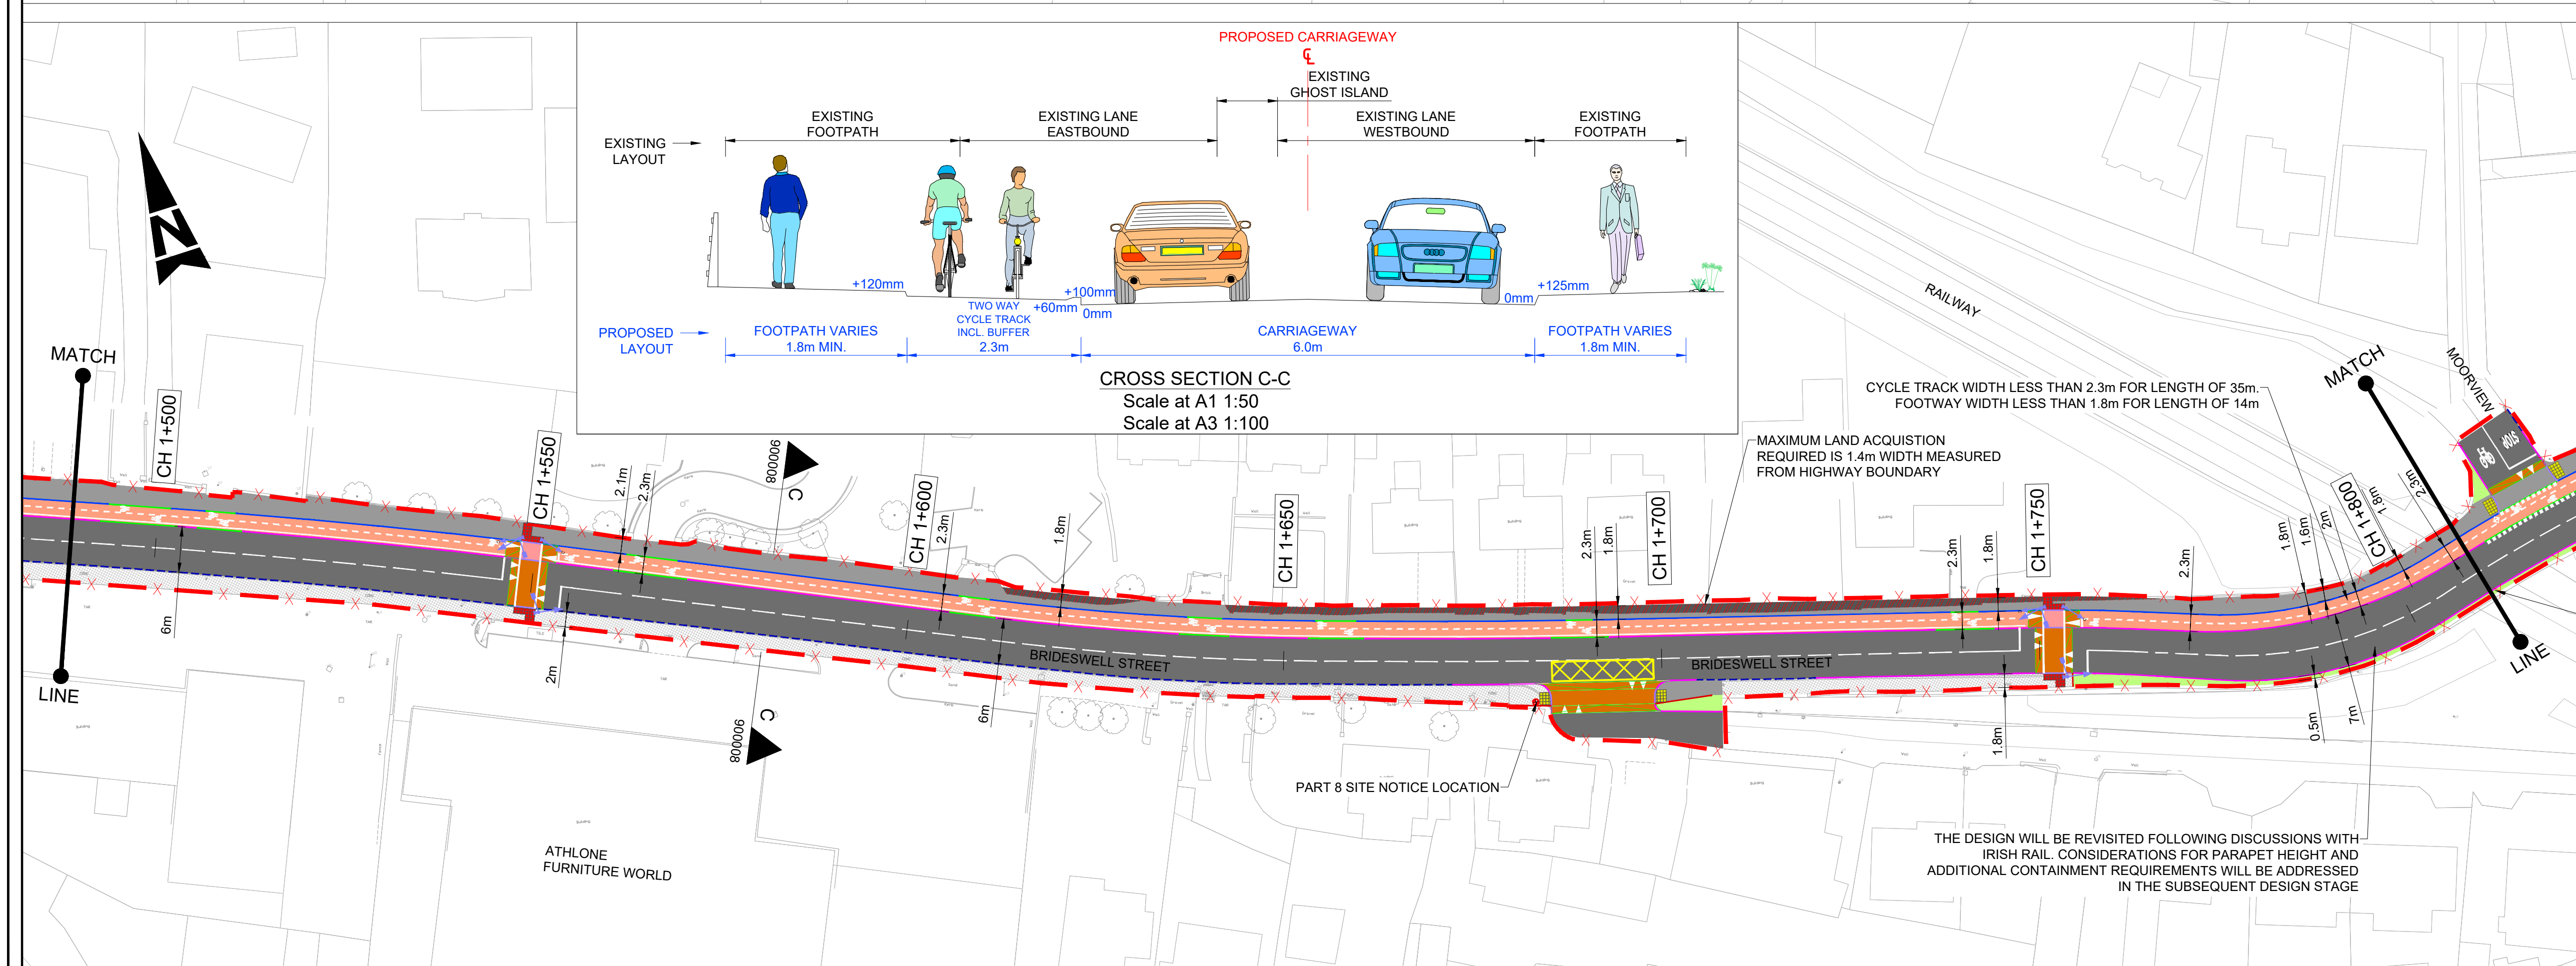 PROPOSED CARRIAGEWAY
EXISTING
GHOST ISLAND
EXISTING
FOOTPATH
EXISTING LANE
EASTBOUND
EXISTING LANE
WESTBOUND
EXISTING
FOOTPATH
EXISTING
LAYOUT
+120mm
TWO WAY
CYCLE TRACK
INCL. BUFFER
+60mm
+100mm
0mm
0mm
+125mm
PROPOSED
LAYOUT
FOOTPATH VARIES
1.8m MIN.
2.3m
CARRIAGEWAY
6.0m
FOOTPATH VARIES
1.8m MIN.
CROSS SECTION C-C
Scale at A1 1:50
Scale at A3 1:100
N
MATCH
LINE
CH 1+500
6m
CH 1+550
2.1m
2.3m
2m
800006
C
C
800006
CH 1+600
2.3m
1.8m
6m
BRIDESWELL STREET
CH 1+650
2.3m
1.8m
CH 1+700
BRIDESWELL STREET
MAXIMUM LAND ACQUISTION
REQUIRED IS 1.4m WIDTH MEASURED
FROM HIGHWAY BOUNDARY
RAILWAY
CYCLE TRACK WIDTH LESS THAN 2.3m FOR LENGTH OF 35m.
FOOTWAY WIDTH LESS THAN 1.8m FOR LENGTH OF 14m
2.3m
1.8m
CH 1+750
1.8m
2.3m
1.8m
1.6m
2m
CH 1+800
1.8m
2.3m
0.5m
7m
MATCH
LINE
MOORVIEW
STOP
PART 8 SITE NOTICE LOCATION
THE DESIGN WILL BE REVISITED FOLLOWING DISCUSSIONS WITH
IRISH RAIL. CONSIDERATIONS FOR PARAPET HEIGHT AND
ADDITIONAL CONTAINMENT REQUIREMENTS WILL BE ADDRESSED
IN THE SUBSEQUENT DESIGN STAGE
ATHLONE
FURNITURE WORLD